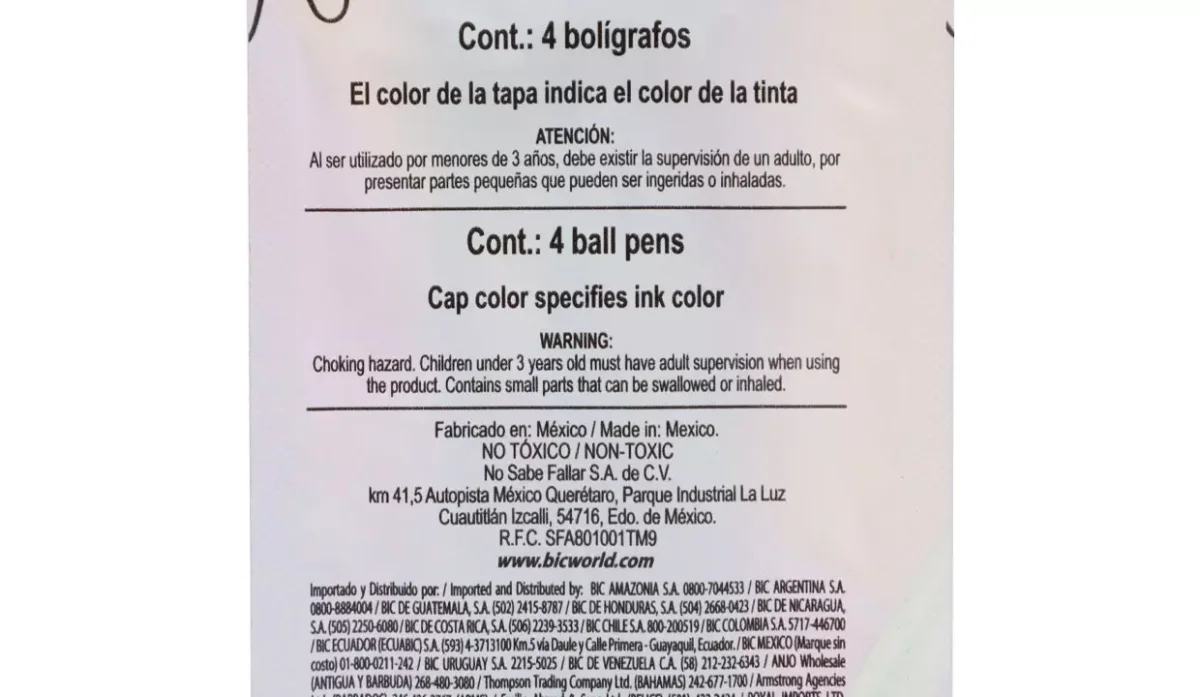 Cont.: 4 bolígrafos
El color de la tapa indica el color de la tinta
ATENCIÓN:
Al ser utilizado por menores de 3 años, debe existir la supervisión de un adulto, por
presentar partes pequeñas que pueden ser ingeridas o inhaladas.
Cont.: 4 ball pens
Cap color specifies ink color
WARNING:
Choking hazard. Children under 3 years old must have adult supervision when using
the product. Contains small parts that can be swallowed or inhaled.
Fabricado en: México / Made in: Mexico.
NO TÓXICO / NON-TOXIC
No Sabe Fallar S.A. de C.V.
km 41,5 Autopista México Querétaro, Parque Industrial La Luz
Cuautitlán Izcalli, 54716, Edo. de México.
R.F.C. SFA801001TM9
www.bicworld.com
Importado y Distribuido por: / Imported and Distributed by: BIC AMAZONIA S.A. 0800-7044533 / BIC ARGENTINA S.A.
0800-8884004 / BIC DE GUATEMALA, S.A. (502) 2415-8787 / BIC DE HONDURAS, S.A. (504) 2668-0423 / BIC DE NICARAGUA,
S.A. (505) 2250-6080 / BIC DE COSTA RICA, S.A. (506) 2239-3533 / BIC CHILE S.A. 800-200519 / BIC COLOMBIA S.A. 5717-446700
/ BIC ECUADOR (ECUABIC) S.A. (593) 4-3713100 Km.5 vía Daule y Calle Primera - Guayaquil, Ecuador. / BIC MEXICO (Marque sin
costo) 01-800-0211-242 / BIC URUGUAY S.A. 2215-5025 / BIC DE VENEZUELA C.A. (58) 212-232-6343 / ANJO Wholesale
(ANTIGUA Y BARBUDA) 268-480-3080 / Thompson Trading Company Ltd. (BAHAMAS) 242-677-1700 / Armstrong Agencies